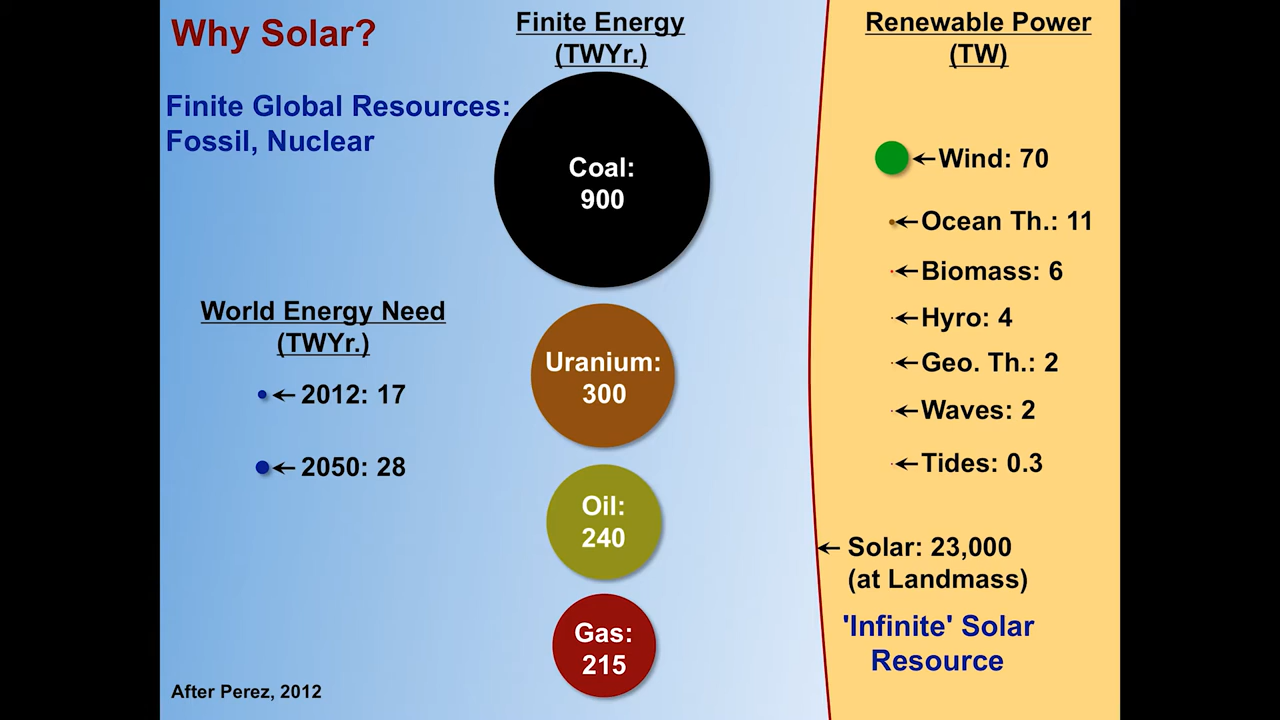 Why Solar?
Finite Global Resources:
Fossil, Nuclear
World Energy Need
(TWYr.)
2012: 17
2050: 28
After Perez, 2012
Finite Energy
(TWYr.)
Coal:
900
Uranium:
300
Oil:
240
Gas:
215
Renewable Power
(TW)
Wind: 70
Ocean Th.: 11
Biomass: 6
Hyro: 4
Geo. Th.: 2
Waves: 2
Tides: 0.3
Solar: 23,000
(at Landmass)
'Infinite' Solar
Resource